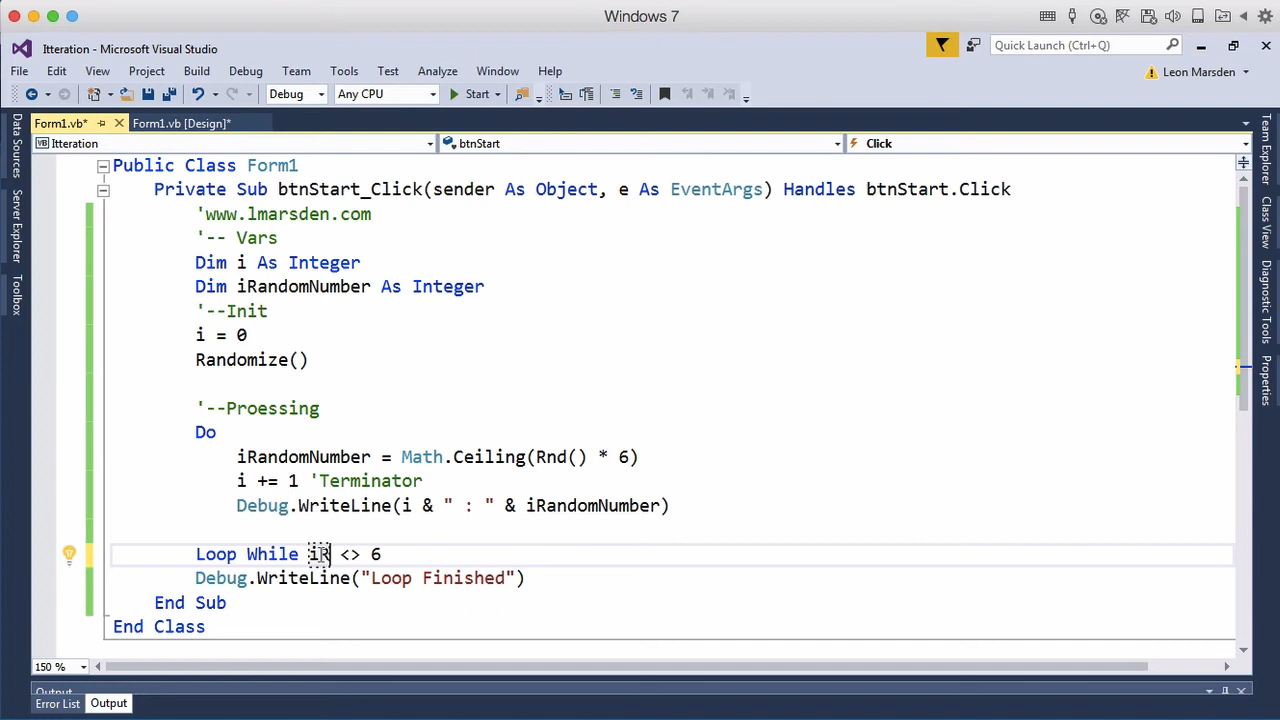 Windows 7
Itteration - Microsoft Visual Studio
Quick Launch (Ctrl+Q)
File Edit View Project Build Debug Team Tools Test Analyze Window Help
Leon Marsden
Debug Any CPU Start
Form1.vb* Form1.vb [Design]*
Itteration btnStart Click
Data Sources
Server Explorer
Toolbox
Public Class Form1
Private Sub btnStart_Click(sender As Object, e As EventArgs) Handles btnStart.Click
'www.lmarsden.com
'-- Vars
Dim i As Integer
Dim iRandomNumber As Integer
'--Init
i = 0
Randomize()
'--Proessing
Do
iRandomNumber = Math.Ceiling(Rnd() * 6)
i += 1 'Terminator
Debug.WriteLine(i & " : " & iRandomNumber)
Loop While iR <> 6
Debug.WriteLine("Loop Finished")
End Sub
End Class
Team Explorer
Class View
Diagnostic Tools
Properties
150 %
Output
Error List Output